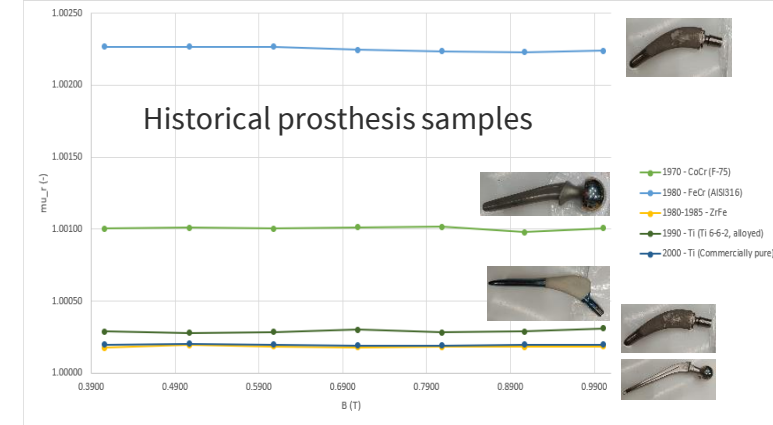 1.00250
1.00200
1.00150
1.00100
1.00050
1.00000
mu_r (-)
Historical prosthesis samples
0.3900 0.4900 0.5900 0.6900 0.7900 0.8900 0.9900
B (T)
1970 - CoCr (F-75)
1980 - FeCr (AISI316)
1980-1985 - ZrFe
1990 - Ti (Ti 6-6-2, alloyed)
2000 - Ti (Commercially pure)